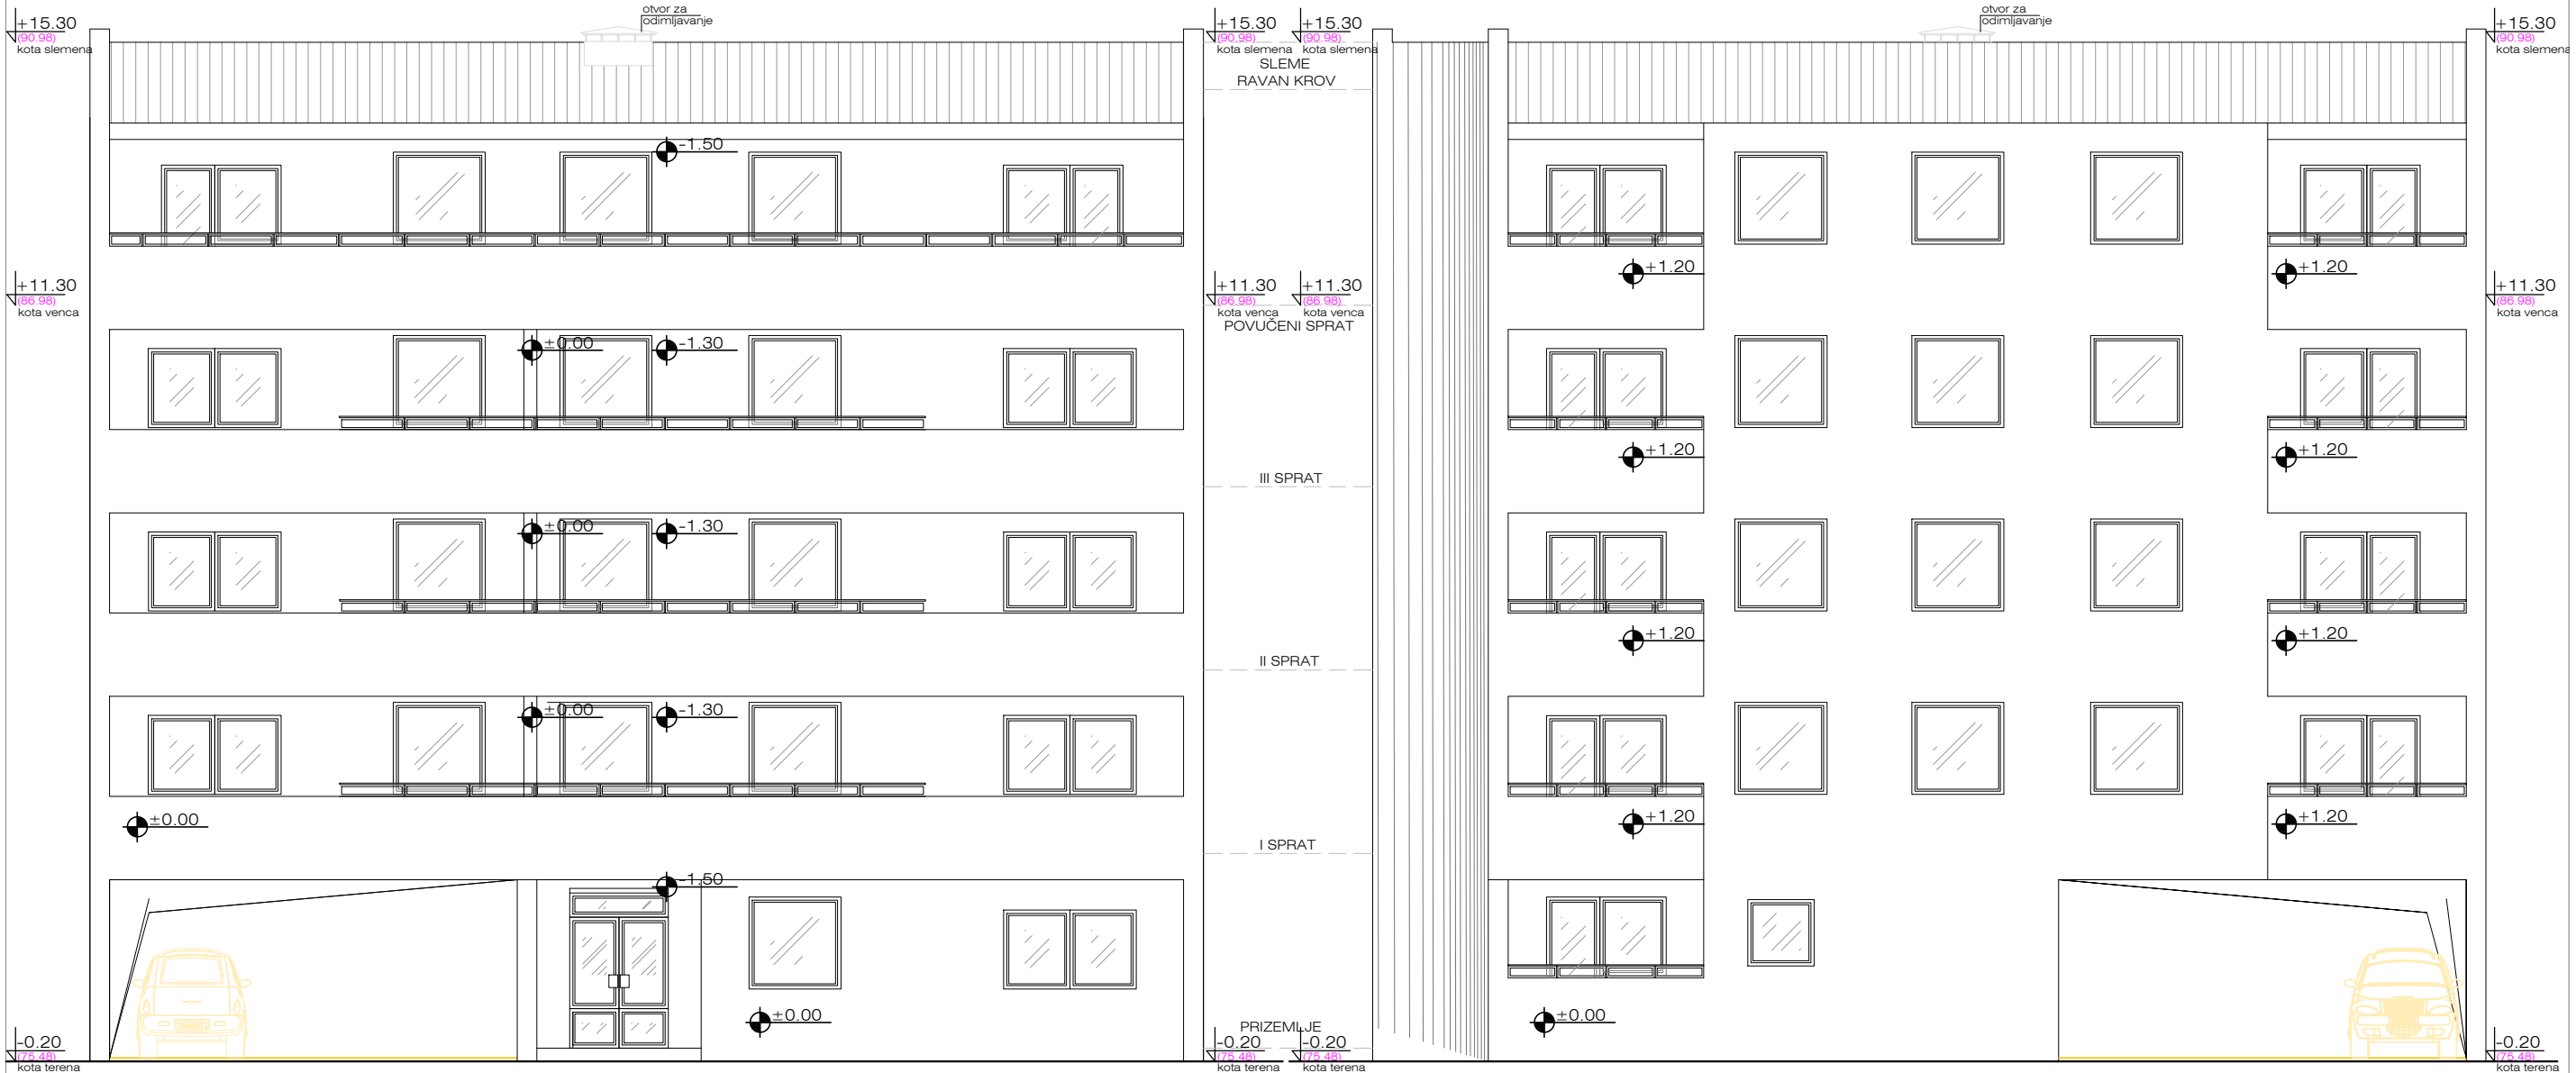 otvor za
odimljavanje
otvor za
odimljavanje
+15.30
(90.98)
kota slemena
+15.30
(90.98)
kota slemena
+15.30
(90.98)
kota slemena
+15.30
(90.98)
kota slemena
SLEME
RAVAN KROV
-1.50
+1.20
+1.20
+11.30
(86.98)
kota venca
+11.30
(86.98)
kota venca
+11.30
(86.98)
kota venca
+11.30
(86.98)
kota venca
POVUČENI SPRAT
±0.00
-1.30
+1.20
+1.20
III SPRAT
±0.00
-1.30
+1.20
+1.20
II SPRAT
±0.00
-1.30
±0.00
+1.20
+1.20
I SPRAT
-1.50
±0.00
±0.00
PRIZEMLJE
-0.20
(75.48)
kota terena
-0.20
(75.48)
kota terena
-0.20
(75.48)
kota terena
-0.20
(75.48)
kota terena